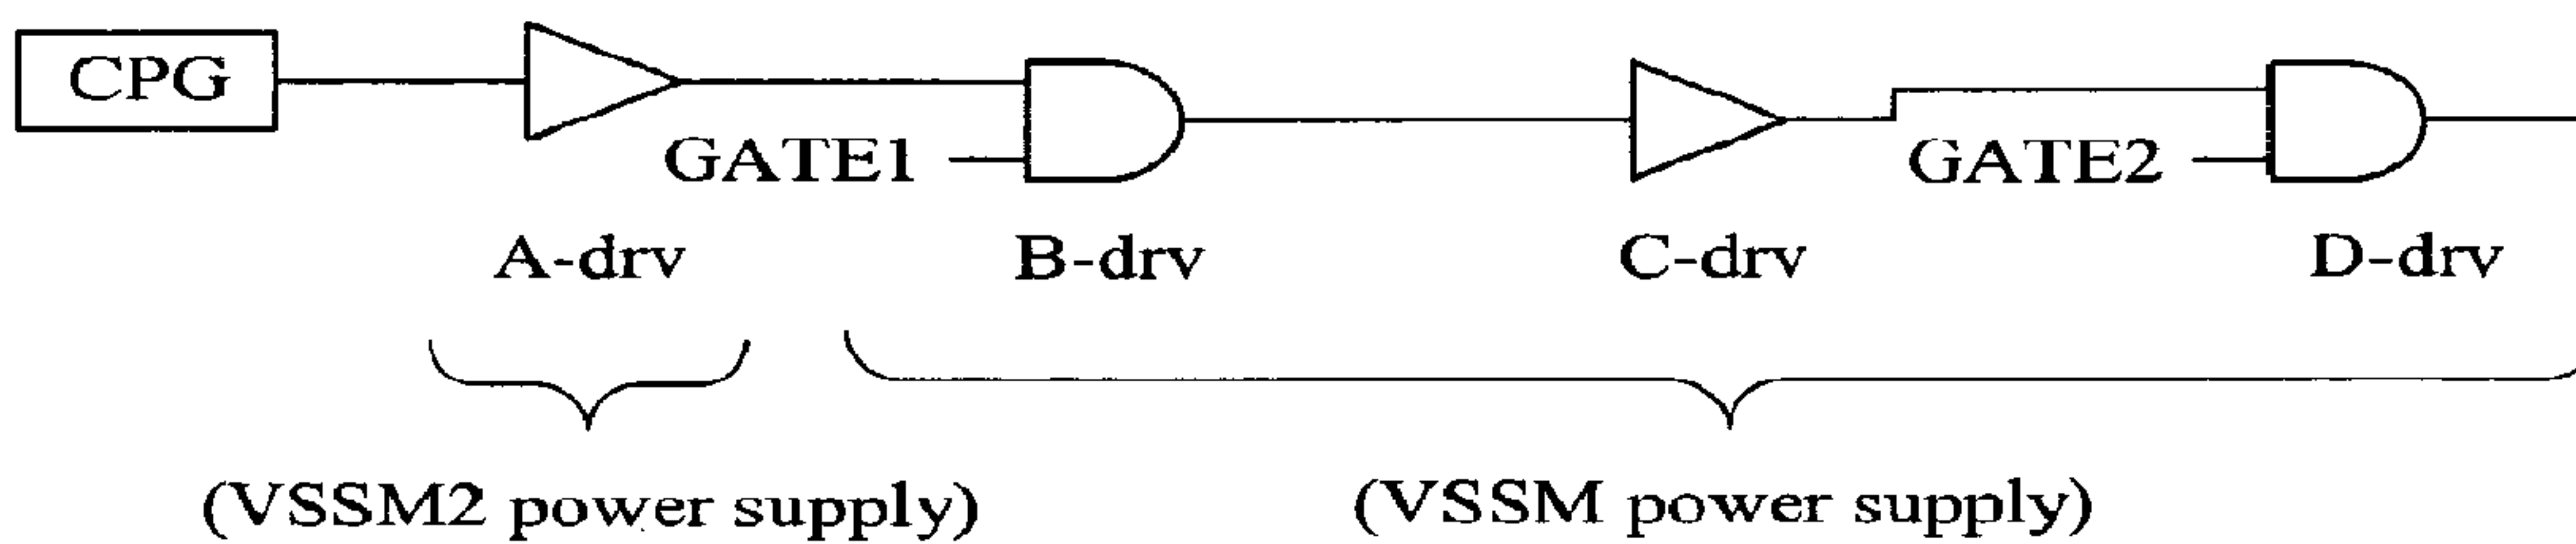 CPG
GATE1
GATE2
A-drv
B-drv
C-drv
D-drv
(VSSM2 power supply)
(VSSM power supply)